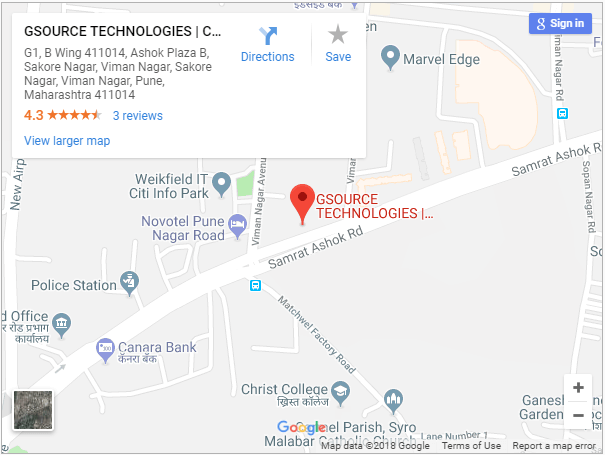 इंडसइंड बैंक
GSOURCE TECHNOLOGIES | C...
G1, B Wing 411014, Ashok Plaza B,
Sakore Nagar, Viman Nagar, Sakore
Nagar, Viman Nagar, Pune,
Maharashtra 411014
4.3 3 reviews
View larger map
Directions
Save
g Sign in
Marvel Edge
New Airp
Weikfield IT
Citi Info Park
Viman Nagar Avenu
Viman
Samrat Ashok R
Sopan Nagar Rd
GSOURCE
TECHNOLOGIES |...
Novotel Pune
Nagar Road
Samrat Ashok Rd
Police Station
d Office
र रोड प्रभाग
कार्यालय
Matchwel Factory Road
Canara Bank
कॅनरा बँक
Christ College
ख्रिस्त कॉलेज
Ganesh
Garden
Google
nel Parish, Syro
Malabar Catholic Church
Lane Number 1
+
−
Map data ©2018 Google Terms of Use Report a map error